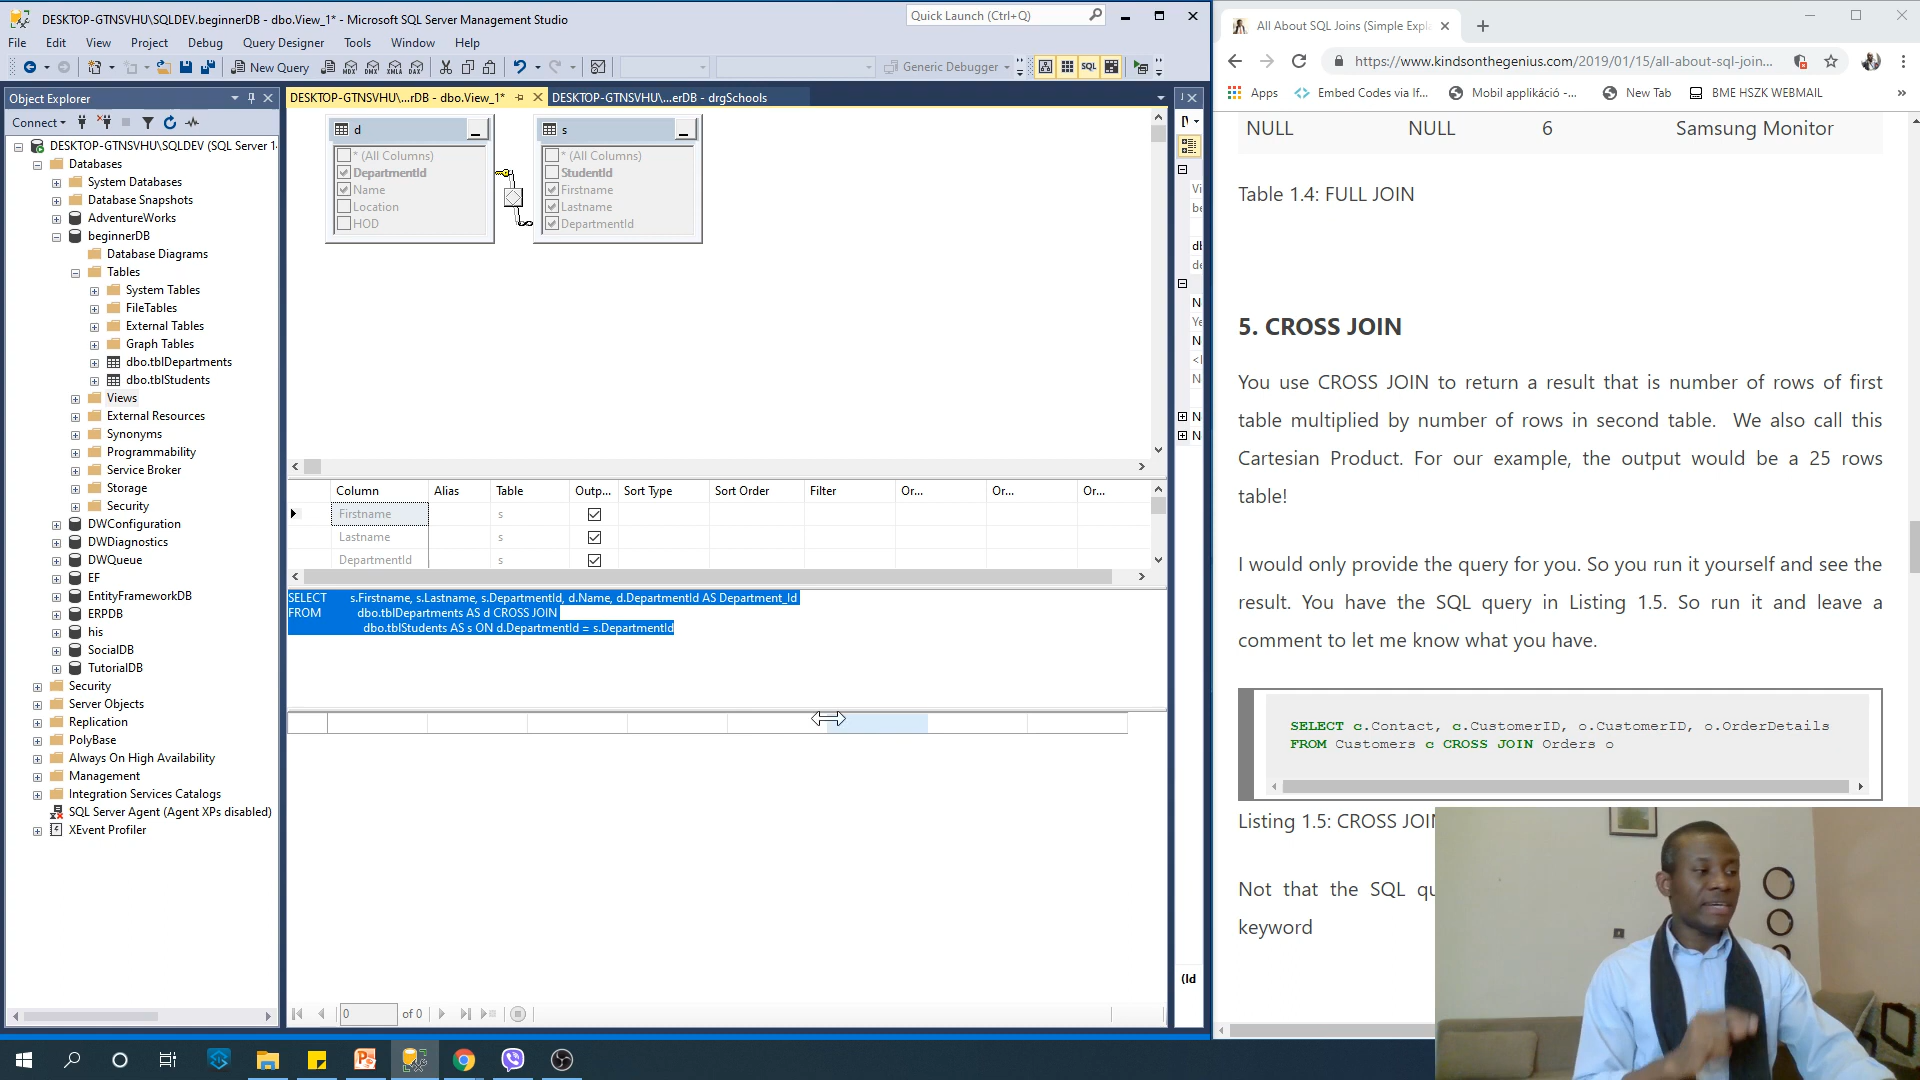 DESKTOP-GTNSVHU\SQLDEV.beginnerDB - dbo.View_1* - Microsoft SQL Server Management Studio
Quick Launch (Ctrl+Q)
File Edit View Project Debug Query Designer Tools Window Help
New Query
MDX DMX XMLA DAX
Generic Debugger
SQL
Object Explorer
Connect
DESKTOP-GTNSVHU\SQLDEV (SQL Server 1
Databases
System Databases
Database Snapshots
AdventureWorks
beginnerDB
Database Diagrams
Tables
System Tables
FileTables
External Tables
Graph Tables
dbo.tblDepartments
dbo.tblStudents
Views
External Resources
Synonyms
Programmability
Service Broker
Storage
Security
DWConfiguration
DWDiagnostics
DWQueue
EF
EntityFrameworkDB
ERPDB
his
SocialDB
TutorialDB
Security
Server Objects
Replication
PolyBase
Always On High Availability
Management
Integration Services Catalogs
SQL Server Agent (Agent XPs disabled)
XEvent Profiler
DESKTOP-GTNSVHU\...rDB - dbo.View_1*
DESKTOP-GTNSVHU\...erDB - drgSchools
d
* (All Columns)
DepartmentId
Name
Location
HOD
s
* (All Columns)
StudentId
Firstname
Lastname
DepartmentId
Column Alias Table Outp... Sort Type Sort Order Filter Or... Or... Or...
Firstname s
Lastname s
DepartmentId s
SELECT s.Firstname, s.Lastname, s.DepartmentId, d.Name, d.DepartmentId AS Department_Id
FROM dbo.tblDepartments AS d CROSS JOIN
dbo.tblStudents AS s ON d.DepartmentId = s.DepartmentId
0 of 0
(Id
All About SQL Joins (Simple Expl
https://www.kindsonthegenius.com/2019/01/15/all-about-sql-join...
Apps Embed Codes via If... Mobil applikáció -... New Tab BME HSZK WEBMAIL »
NULL NULL 6 Samsung Monitor
Table 1.4: FULL JOIN
5. CROSS JOIN
You use CROSS JOIN to return a result that is number of rows of first
table multiplied by number of rows in second table. We also call this
Cartesian Product. For our example, the output would be a 25 rows
table!
I would only provide the query for you. So you run it yourself and see the
result. You have the SQL query in Listing 1.5. So run it and leave a
comment to let me know what you have.
SELECT c.Contact, c.CustomerID, o.CustomerID, o.OrderDetails
FROM Customers c CROSS JOIN Orders o
Listing 1.5: CROSS JOIN
Not that the SQL qu
keyword